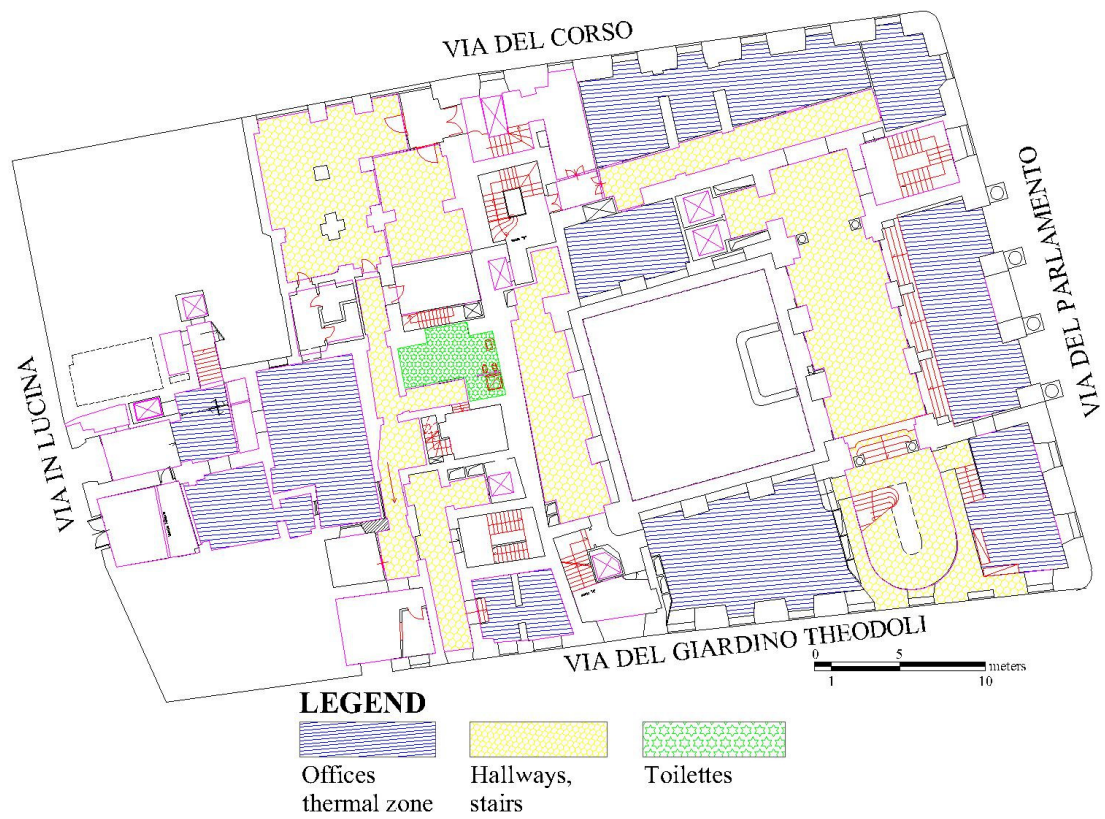 VIA DEL CORSO
VIA DEL PARLAMENTO
VIA IN LUCINA
VIA DEL GIARDINO THEODOLI
0 5 meters
1 10
LEGEND
Offices thermal zone
Hallways, stairs
Toilettes